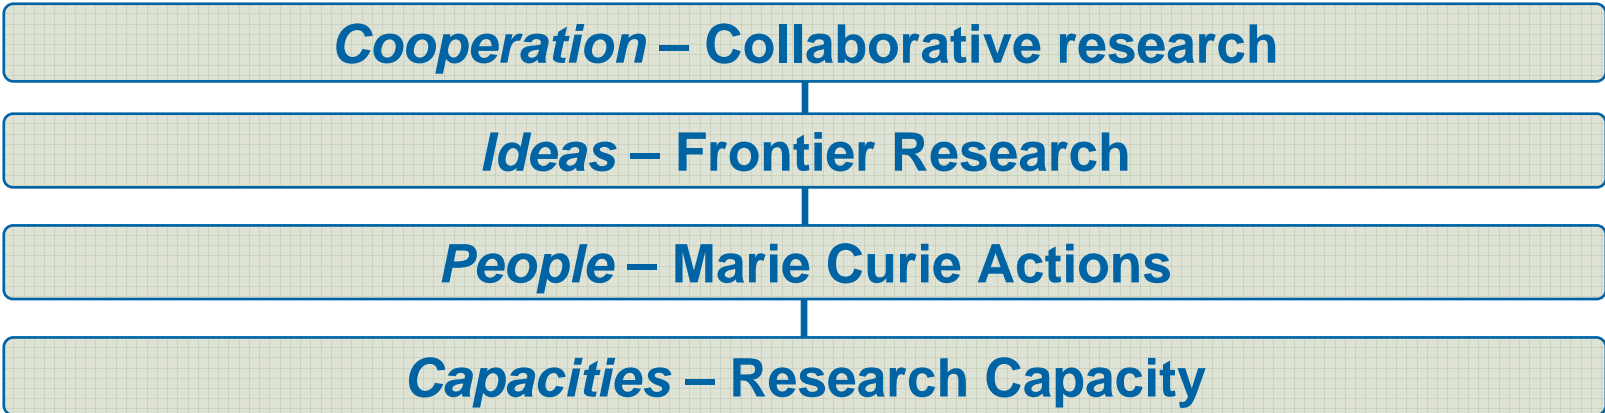 Cooperation – Collaborative research
Ideas – Frontier Research
People – Marie Curie Actions
Capacities – Research Capacity